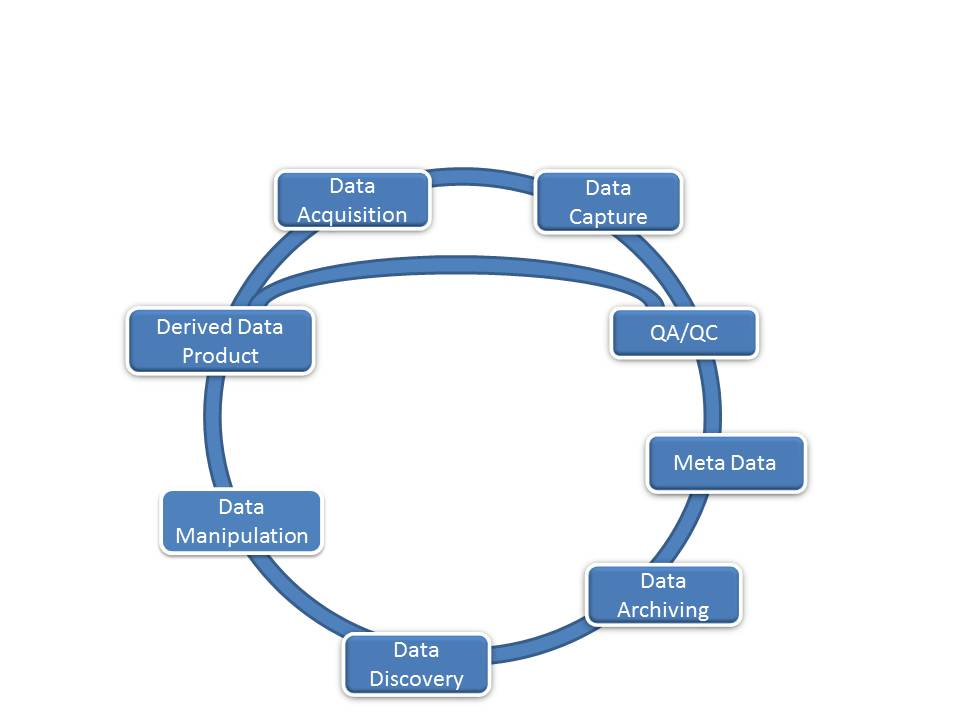 Data
Acquisition
Data
Capture
Derived Data
Product
QA/QC
Meta Data
Data
Manipulation
Data
Archiving
Data
Discovery